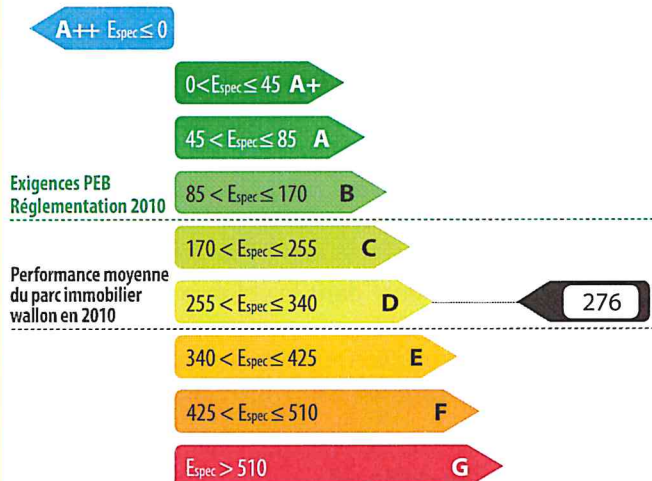 A++ Espec ≤ 0
0 < Espec ≤ 45 A+
45 < Espec ≤ 85 A
Exigences PEB
Réglementation 2010
85 < Espec ≤ 170 B
170 < Espec ≤ 255 C
Performance moyenne
du parc immobilier
wallon en 2010
255 < Espec ≤ 340 D
276
340 < Espec ≤ 425 E
425 < Espec ≤ 510 F
Espec > 510 G